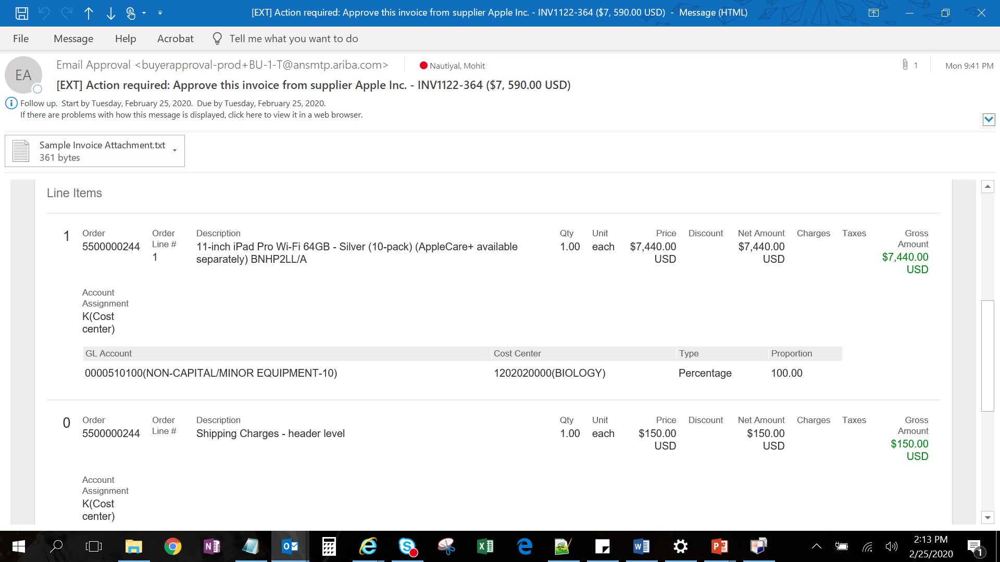 [EXT] Action required: Approve this invoice from supplier Apple Inc. - INV1122-364 ($7, 590.00 USD) - Message (HTML)
File Message Help Acrobat Tell me what you want to do
EA
Email Approval <buyerapproval-prod+BU-1-T@ansmtp.ariba.com> Nautiyal, Mohit 1 Mon 9:41 PM
[EXT] Action required: Approve this invoice from supplier Apple Inc. - INV1122-364 ($7, 590.00 USD)
Follow up. Start by Tuesday, February 25, 2020. Due by Tuesday, February 25, 2020.
If there are problems with how this message is displayed, click here to view it in a web browser.
Sample Invoice Attachment.txt
361 bytes
Line Items
1 Order Order Description Qty Unit Price Discount Net Amount Charges Taxes Gross
5500000244 Line # 11-inch iPad Pro Wi-Fi 64GB - Silver (10-pack) (AppleCare+ available 1.00 each $7,440.00 $7,440.00 Amount
1 separately) BNHP2LL/A USD USD $7,440.00
USD
Account
Assignment
K(Cost
center)
GL Account Cost Center Type Proportion
0000510100(NON-CAPITAL/MINOR EQUIPMENT-10) 1202020000(BIOLOGY) Percentage 100.00
0 Order Order Description Qty Unit Price Discount Net Amount Charges Taxes Gross
5500000244 Line # Shipping Charges - header level 1.00 each $150.00 $150.00 Amount
USD USD $150.00
USD
Account
Assignment
K(Cost
center)
2:13 PM
2/25/2020
1